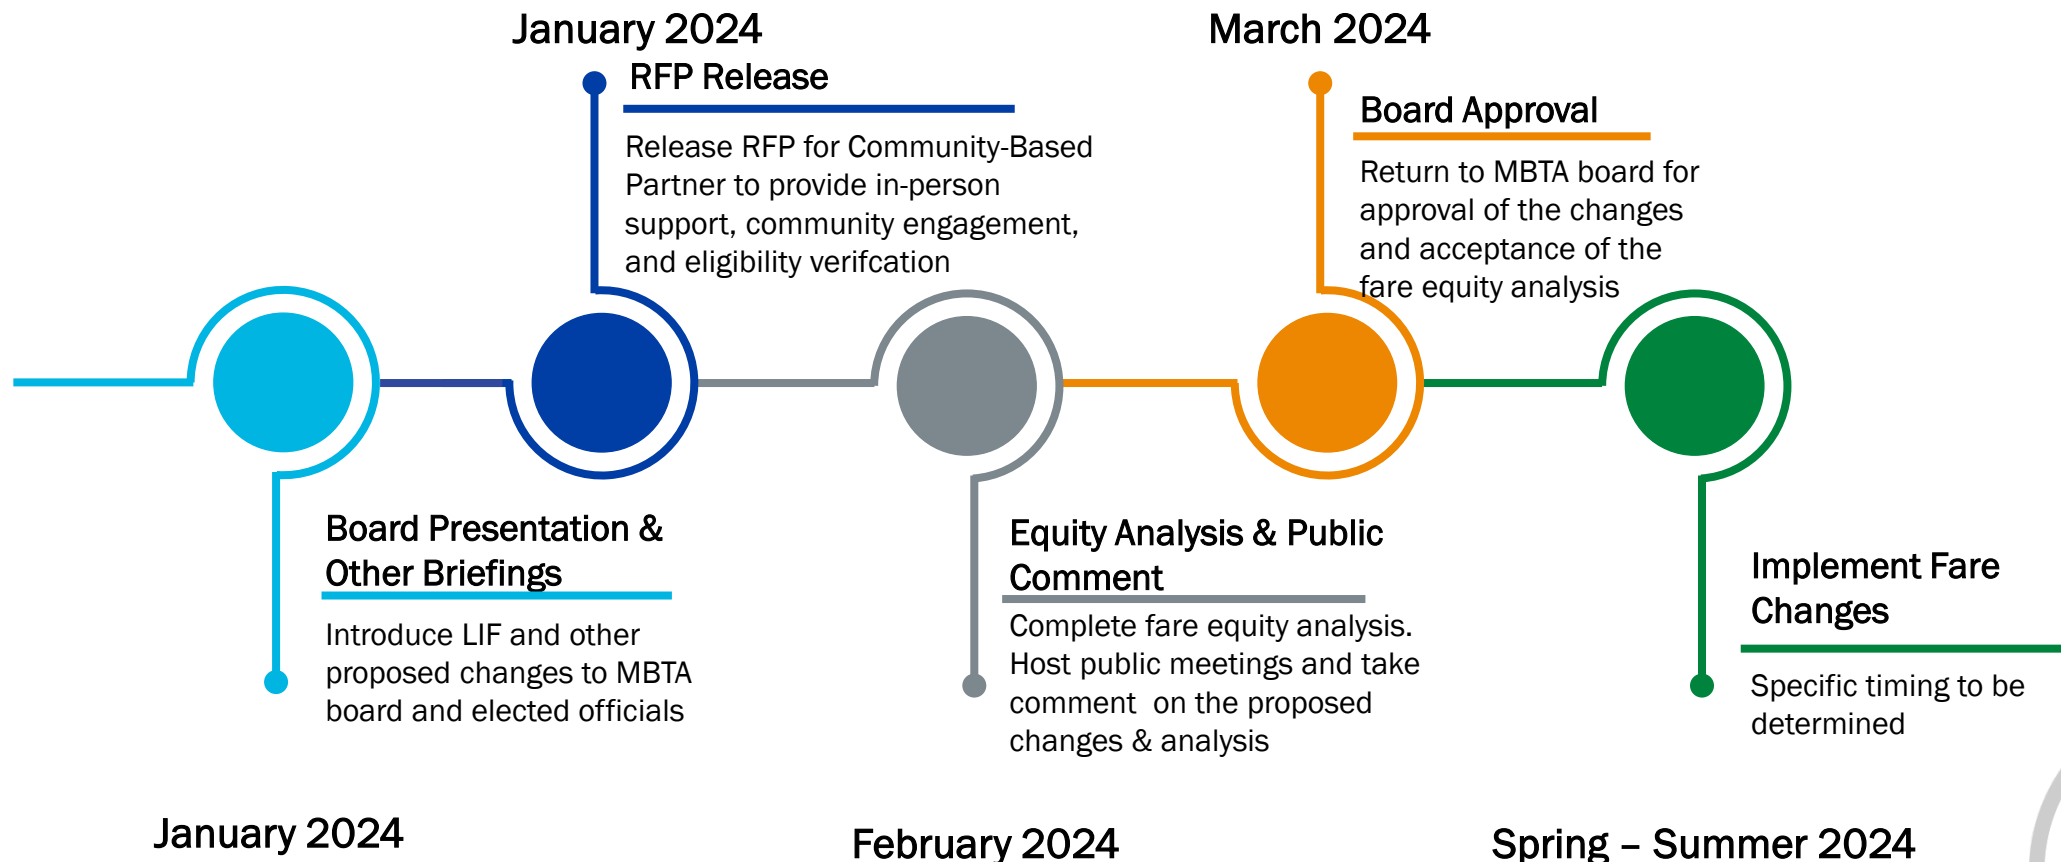 January 2024
RFP Release
Release RFP for Community-Based
Partner to provide in-person
support, community engagement,
and eligibility verifcation
March 2024
Board Approval
Return to MBTA board for
approval of the changes
and acceptance of the
fare equity analysis
Board Presentation &
Other Briefings
Introduce LIF and other
proposed changes to MBTA
board and elected officials
January 2024
Equity Analysis & Public
Comment
Complete fare equity analysis.
Host public meetings and take
comment  on the proposed
changes & analysis
February 2024
Implement Fare
Changes
Specific timing to be
determined
Spring – Summer 2024